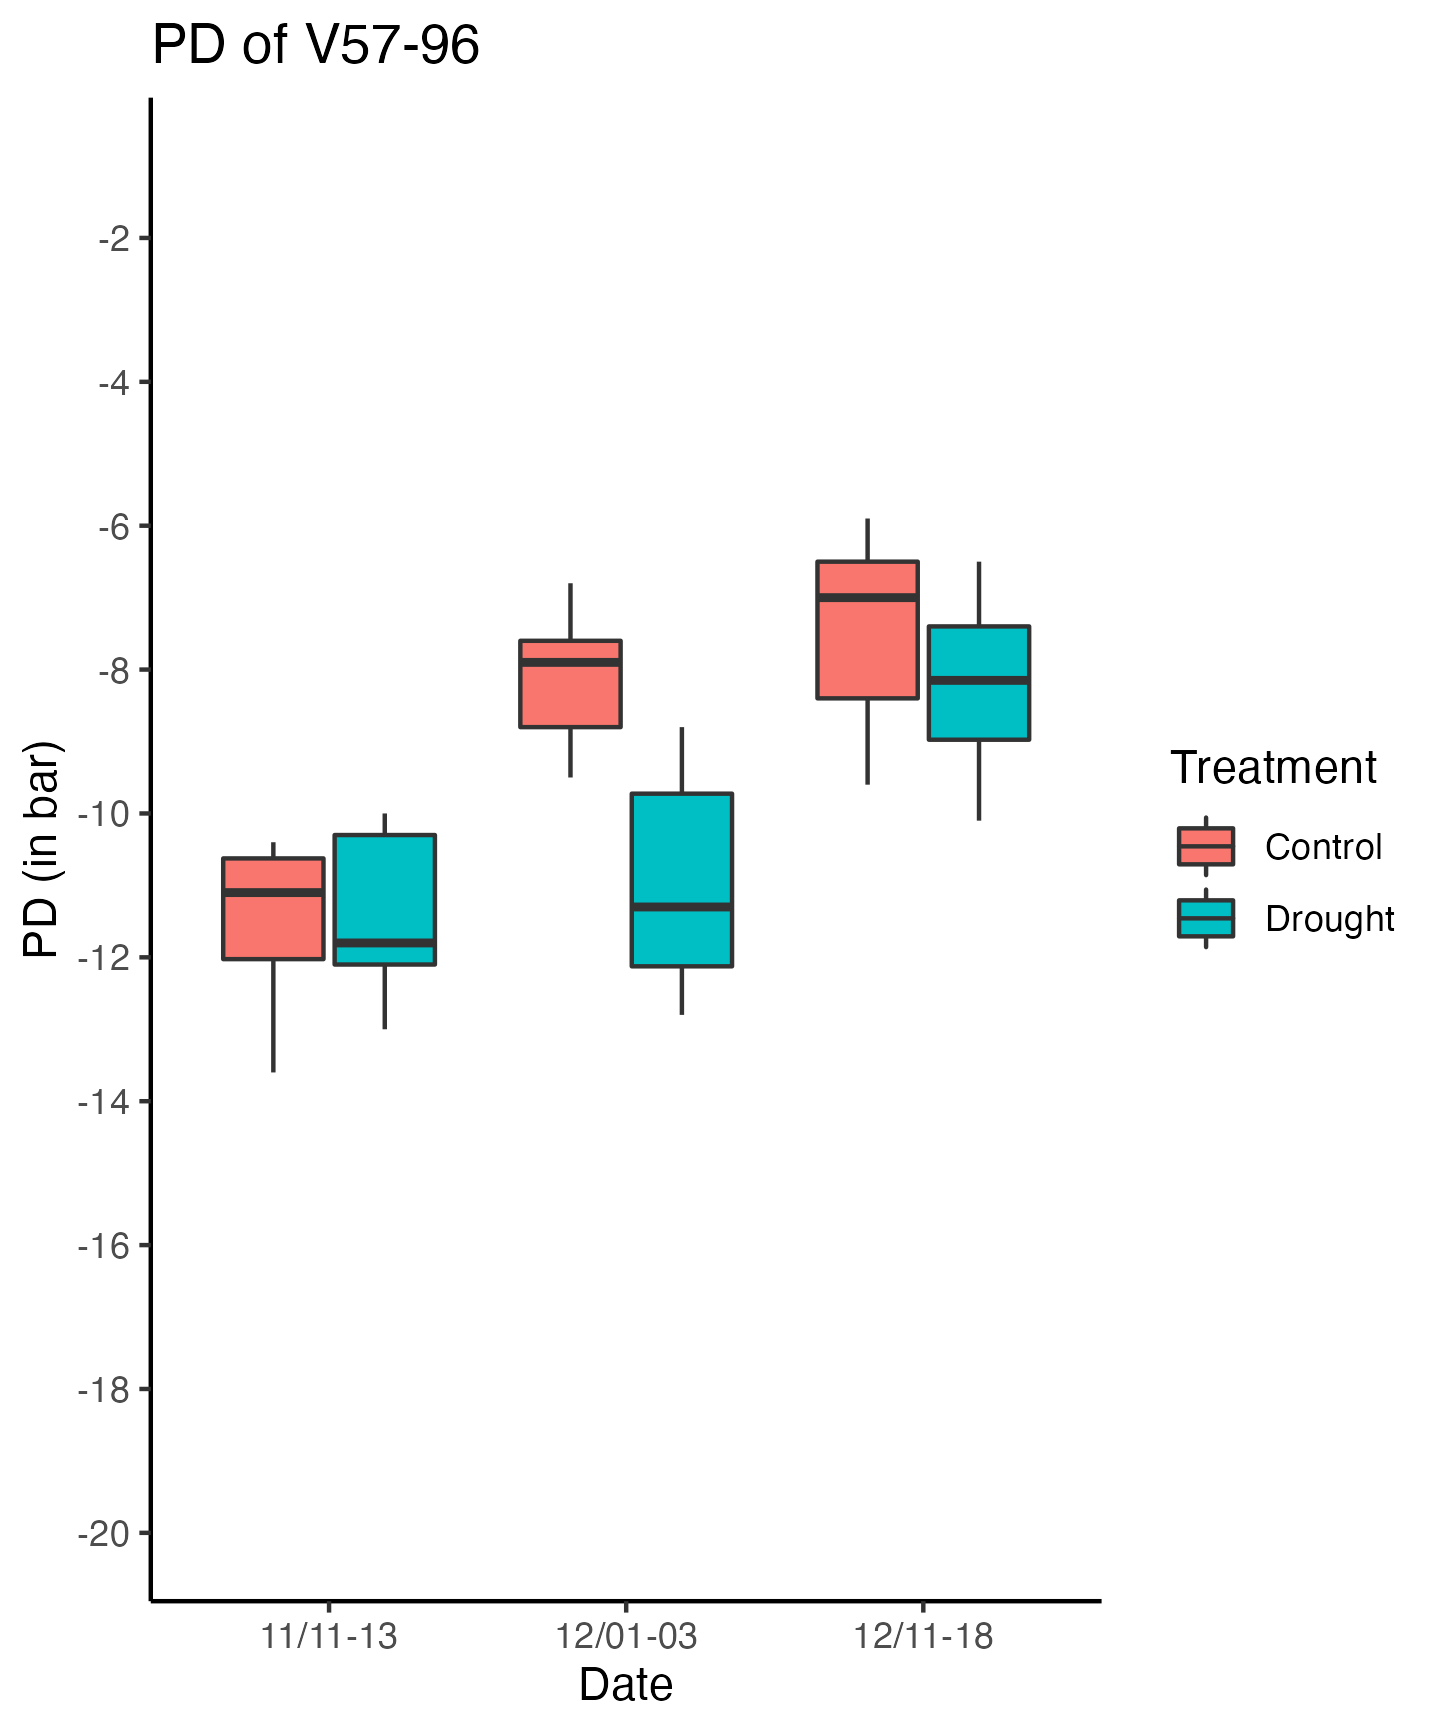 PD of V57-96
PD (in bar)
-2
-4
-6
-8
-10
-12
-14
-16
-18
-20
11/11-13
12/01-03
12/11-18
Date
Treatment
Control
Drought